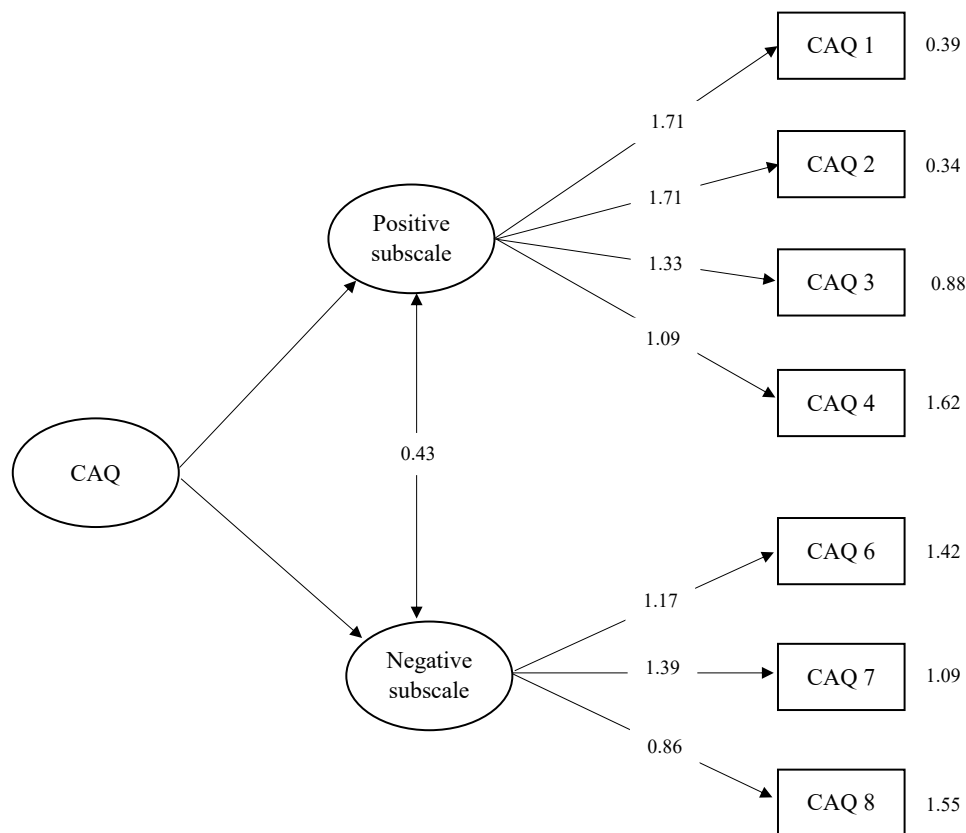 CAQ 1 0.39
1.71
CAQ 2 0.34
1.71
Positive
subscale
1.33
CAQ 3 0.88
1.09
CAQ 4 1.62
0.43
CAQ
CAQ 6 1.42
1.17
Negative
subscale
1.39
CAQ 7 1.09
0.86
CAQ 8 1.55